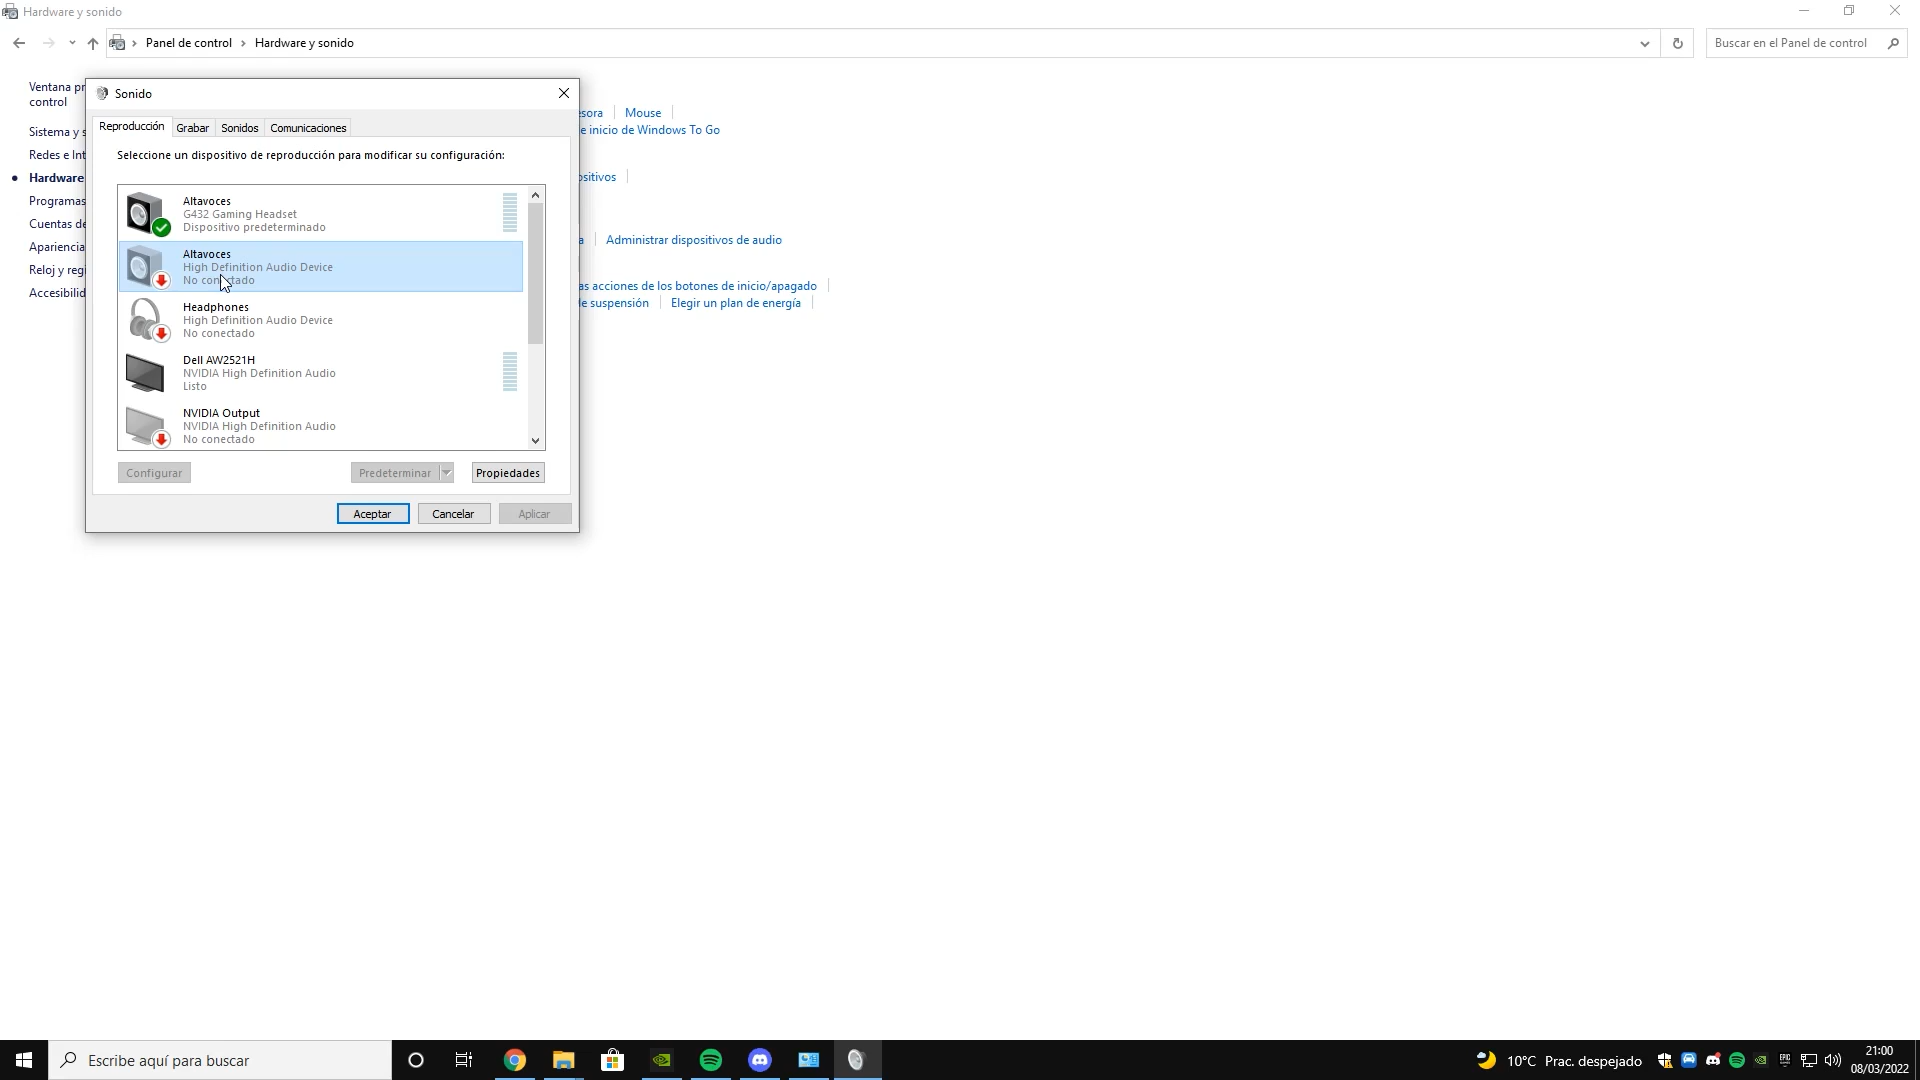 Hardware y sonido
Panel de control
Hardware y sonido
Buscar en el Panel de control
Ventana pr
control
Sistema y s
Redes e Int
Hardware
Programas
Cuentas de
Apariencia
Reloj y regi
Accesibilid
Sonido
Reproducción
Grabar
Sonidos
Comunicaciones
Seleccione un dispositivo de reproducción para modificar su configuración:
Altavoces
G432 Gaming Headset
Dispositivo predeterminado
Altavoces
High Definition Audio Device
No conectado
Headphones
High Definition Audio Device
No conectado
Dell AW2521H
NVIDIA High Definition Audio
Listo
NVIDIA Output
NVIDIA High Definition Audio
No conectado
Configurar
Predeterminar
Propiedades
Aceptar
Cancelar
Aplicar
esora
Mouse
e inicio de Windows To Go
ositivos
a
Administrar dispositivos de audio
as acciones de los botones de inicio/apagado
de suspensión
Elegir un plan de energía
Escribe aquí para buscar
10°C Prac. despejado
EPIC
21:00
08/03/2022